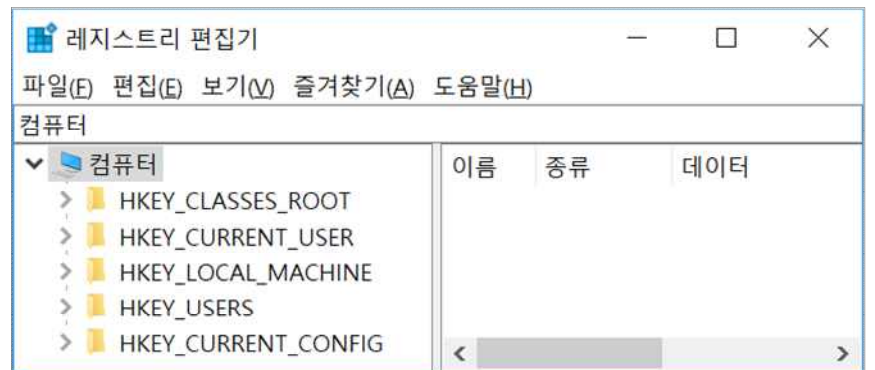 레지스트리 편집기
파일(F) 편집(E) 보기(V) 즐겨찾기(A) 도움말(H)
컴퓨터
컴퓨터
이름 종류 데이터
HKEY_CLASSES_ROOT
HKEY_CURRENT_USER
HKEY_LOCAL_MACHINE
HKEY_USERS
HKEY_CURRENT_CONFIG